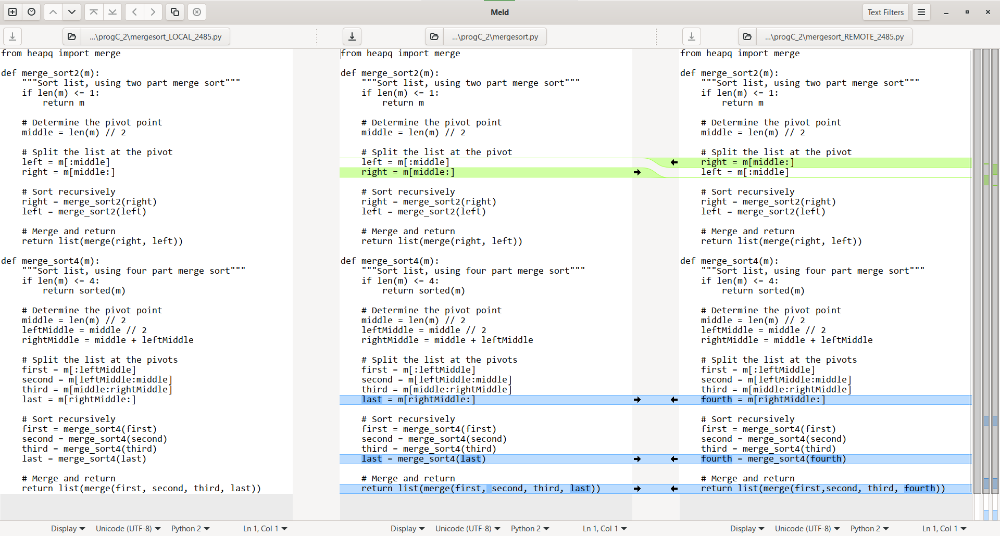 Meld
Text Filters
...\progC_2\mergesort_LOCAL_2485.py
...\progC_2\mergesort.py
...\progC_2\mergesort_REMOTE_2485.py
from heapq import merge
def merge_sort2(m):
"""Sort list, using two part merge sort"""
if len(m) <= 1:
return m
# Determine the pivot point
middle = len(m) // 2
# Split the list at the pivot
left = m[:middle]
right = m[middle:]
# Sort recursively
right = merge_sort2(right)
left = merge_sort2(left)
# Merge and return
return list(merge(right, left))
def merge_sort4(m):
"""Sort list, using four part merge sort"""
if len(m) <= 4:
return sorted(m)
# Determine the pivot point
middle = len(m) // 2
leftMiddle = middle // 2
rightMiddle = middle + leftMiddle
# Split the list at the pivots
first = m[:leftMiddle]
second = m[leftMiddle:middle]
third = m[middle:rightMiddle]
last = m[rightMiddle:]
# Sort recursively
first = merge_sort4(first)
second = merge_sort4(second)
third = merge_sort4(third)
last = merge_sort4(last)
# Merge and return
return list(merge(first, second, third, last))
from heapq import merge
def merge_sort2(m):
"""Sort list, using two part merge sort"""
if len(m) <= 1:
return m
# Determine the pivot point
middle = len(m) // 2
# Split the list at the pivot
left = m[:middle]
right = m[middle:]
# Sort recursively
right = merge_sort2(right)
left = merge_sort2(left)
# Merge and return
return list(merge(right, left))
def merge_sort4(m):
"""Sort list, using four part merge sort"""
if len(m) <= 4:
return sorted(m)
# Determine the pivot point
middle = len(m) // 2
leftMiddle = middle // 2
rightMiddle = middle + leftMiddle
# Split the list at the pivots
first = m[:leftMiddle]
second = m[leftMiddle:middle]
third = m[middle:rightMiddle]
last = m[rightMiddle:]
# Sort recursively
first = merge_sort4(first)
second = merge_sort4(second)
third = merge_sort4(third)
last = merge_sort4(last)
# Merge and return
return list(merge(first, second, third, last))
from heapq import merge
def merge_sort2(m):
"""Sort list, using two part merge sort"""
if len(m) <= 1:
return m
# Determine the pivot point
middle = len(m) // 2
# Split the list at the pivot
right = m[middle:]
left = m[:middle]
# Sort recursively
right = merge_sort2(right)
left = merge_sort2(left)
# Merge and return
return list(merge(right, left))
def merge_sort4(m):
"""Sort list, using four part merge sort"""
if len(m) <= 4:
return sorted(m)
# Determine the pivot point
middle = len(m) // 2
leftMiddle = middle // 2
rightMiddle = middle + leftMiddle
# Split the list at the pivots
first = m[:leftMiddle]
second = m[leftMiddle:middle]
third = m[middle:rightMiddle]
fourth = m[rightMiddle:]
# Sort recursively
first = merge_sort4(first)
second = merge_sort4(second)
third = merge_sort4(third)
fourth = merge_sort4(fourth)
# Merge and return
return list(merge(first,second, third, fourth))
Display Unicode (UTF-8) Python 2 Ln 1, Col 1
Display Unicode (UTF-8) Python 2 Ln 1, Col 1
Display Unicode (UTF-8) Python 2 Ln 1, Col 1